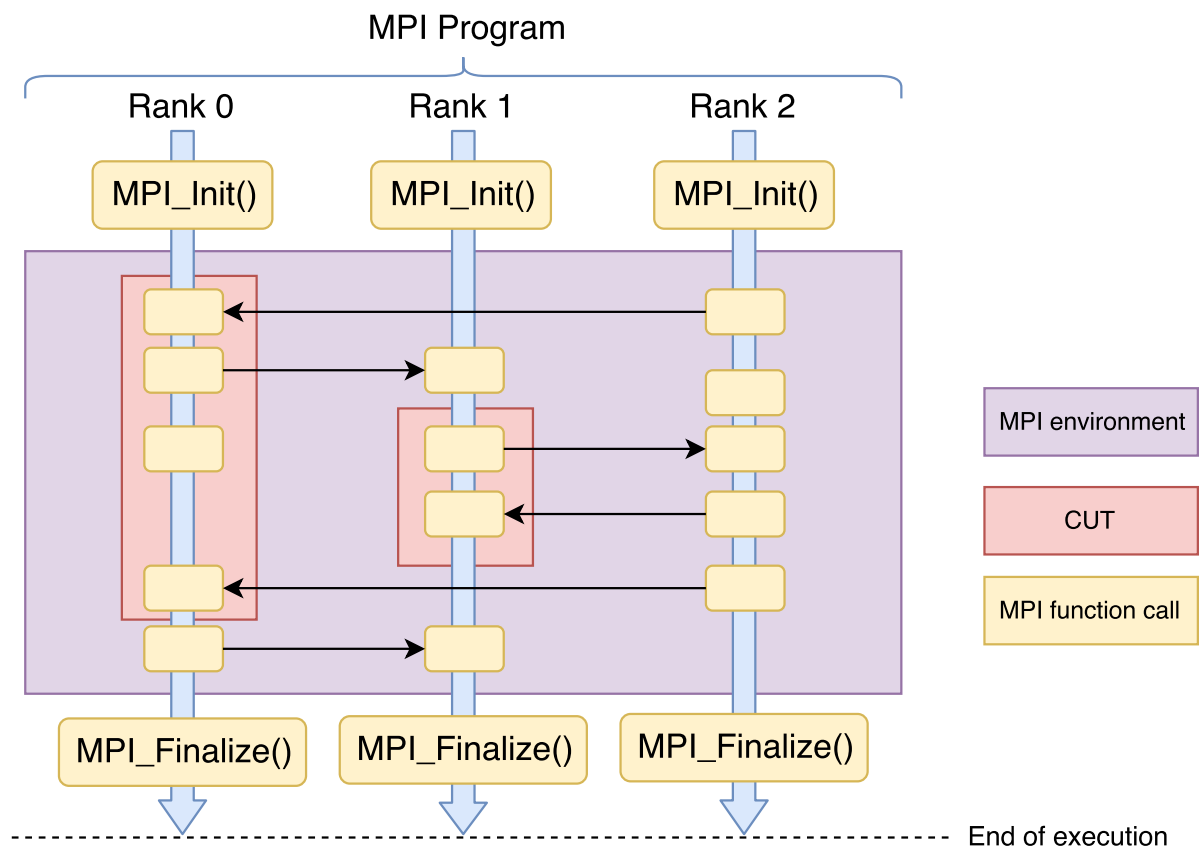 MPI Program
Rank 0 Rank 1 Rank 2
MPI_Init() MPI_Init() MPI_Init()
MPI environment
CUT
MPI function call
MPI_Finalize() MPI_Finalize() MPI_Finalize()
End of execution